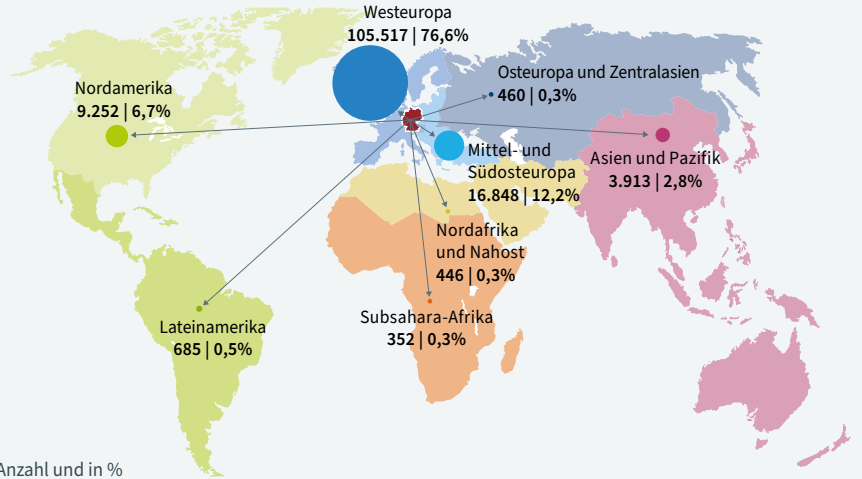 Westeuropa
105.517 | 76,6%
Nordamerika
9.252 | 6,7%
Osteuropa und Zentralasien
460 | 0,3%
Mittel- und
Südosteuropa
16.848 | 12,2%
Asien und Pazifik
3.913 | 2,8%
Nordafrika
und Nahost
446 | 0,3%
Subsahara-Afrika
352 | 0,3%
Lateinamerika
685 | 0,5%
Anzahl und in %